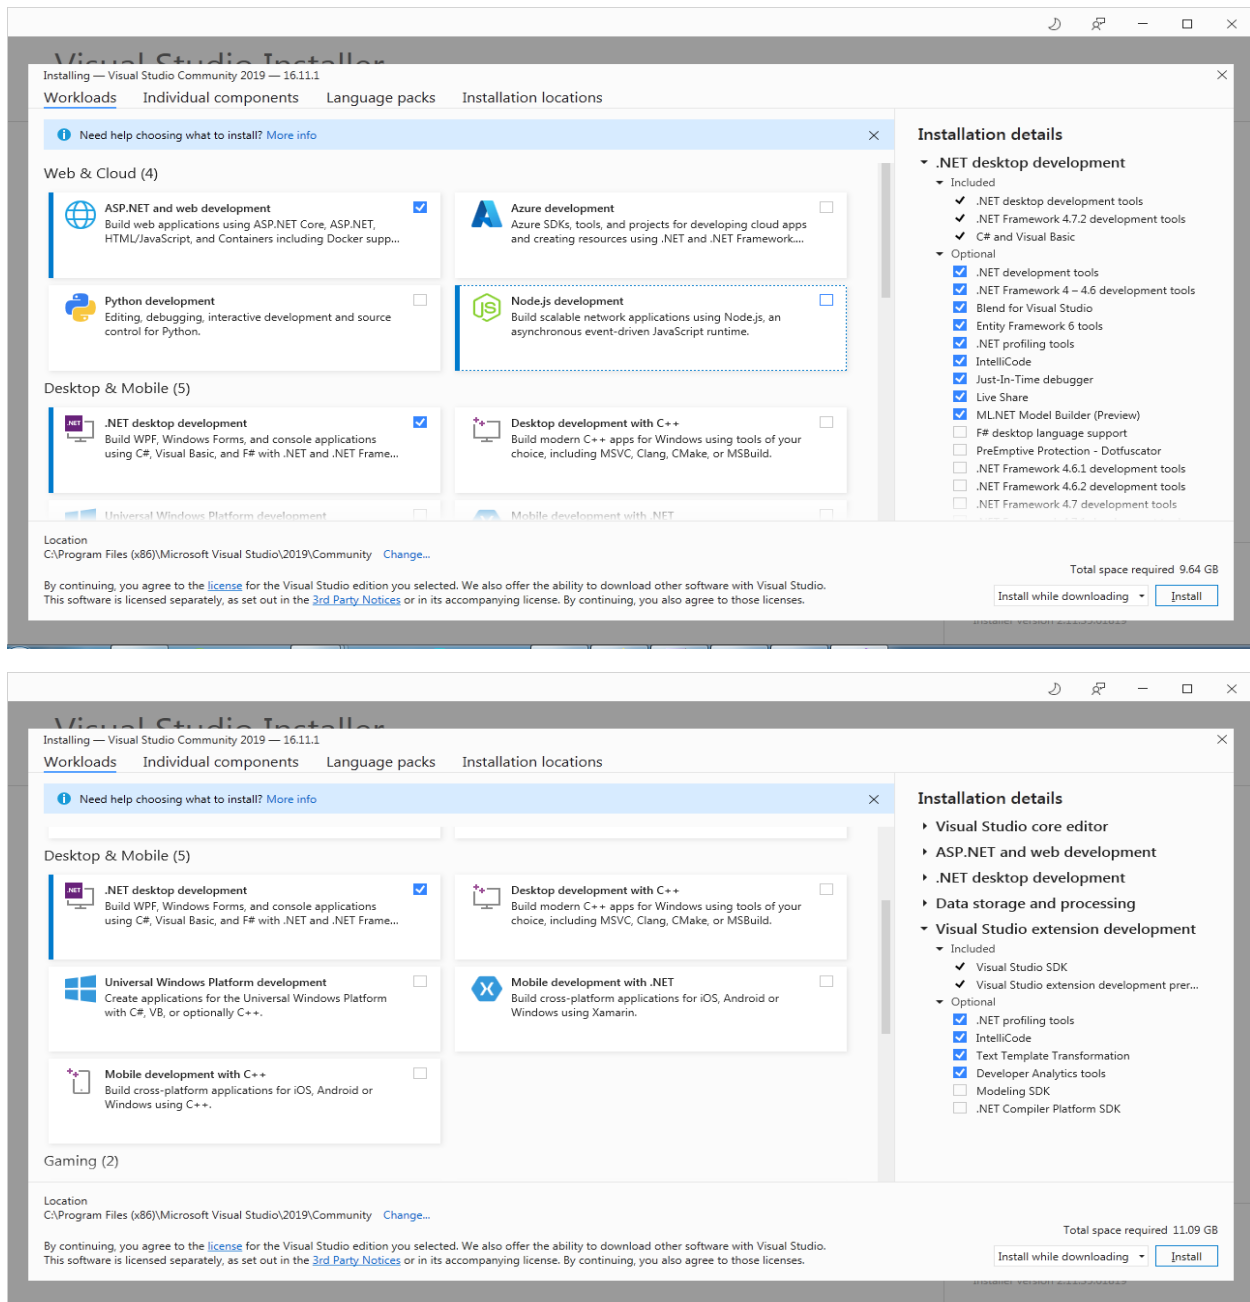 Visual Studio Installer
Installing — Visual Studio Community 2019 — 16.11.1
Workloads Individual components Language packs Installation locations
Need help choosing what to install? More info
Web & Cloud (4)
ASP.NET and web development
Build web applications using ASP.NET Core, ASP.NET,
HTML/JavaScript, and Containers including Docker supp...
Azure development
Azure SDKs, tools, and projects for developing cloud apps
and creating resources using .NET and .NET Framework....
Python development
Editing, debugging, interactive development and source
control for Python.
Node.js development
Build scalable network applications using Node.js, an
asynchronous event-driven JavaScript runtime.
Desktop & Mobile (5)
.NET desktop development
Build WPF, Windows Forms, and console applications
using C#, Visual Basic, and F# with .NET and .NET Frame...
Desktop development with C++
Build modern C++ apps for Windows using tools of your
choice, including MSVC, Clang, CMake, or MSBuild.
Universal Windows Platform development
Mobile development with .NET
Installation details
.NET desktop development
Included
.NET desktop development tools
.NET Framework 4.7.2 development tools
C# and Visual Basic
Optional
.NET development tools
.NET Framework 4 – 4.6 development tools
Blend for Visual Studio
Entity Framework 6 tools
.NET profiling tools
IntelliCode
Just-In-Time debugger
Live Share
ML.NET Model Builder (Preview)
F# desktop language support
PreEmptive Protection - Dotfuscator
.NET Framework 4.6.1 development tools
.NET Framework 4.6.2 development tools
.NET Framework 4.7 development tools
Location
C:\Program Files (x86)\Microsoft Visual Studio\2019\Community Change...
By continuing, you agree to the license for the Visual Studio edition you selected. We also offer the ability to download other software with Visual Studio.
This software is licensed separately, as set out in the 3rd Party Notices or in its accompanying license. By continuing, you also agree to those licenses.
Total space required 9.64 GB
Install while downloading Install
Visual Studio Installer
Installing — Visual Studio Community 2019 — 16.11.1
Workloads Individual components Language packs Installation locations
Need help choosing what to install? More info
Desktop & Mobile (5)
.NET desktop development
Build WPF, Windows Forms, and console applications
using C#, Visual Basic, and F# with .NET and .NET Frame...
Desktop development with C++
Build modern C++ apps for Windows using tools of your
choice, including MSVC, Clang, CMake, or MSBuild.
Universal Windows Platform development
Create applications for the Universal Windows Platform
with C#, VB, or optionally C++.
Mobile development with .NET
Build cross-platform applications for iOS, Android or
Windows using Xamarin.
Mobile development with C++
Build cross-platform applications for iOS, Android or
Windows using C++.
Gaming (2)
Installation details
Visual Studio core editor
ASP.NET and web development
.NET desktop development
Data storage and processing
Visual Studio extension development
Included
Visual Studio SDK
Visual Studio extension development prer...
Optional
.NET profiling tools
IntelliCode
Text Template Transformation
Developer Analytics tools
Modeling SDK
.NET Compiler Platform SDK
Location
C:\Program Files (x86)\Microsoft Visual Studio\2019\Community Change...
By continuing, you agree to the license for the Visual Studio edition you selected. We also offer the ability to download other software with Visual Studio.
This software is licensed separately, as set out in the 3rd Party Notices or in its accompanying license. By continuing, you also agree to those licenses.
Total space required 11.09 GB
Install while downloading Install